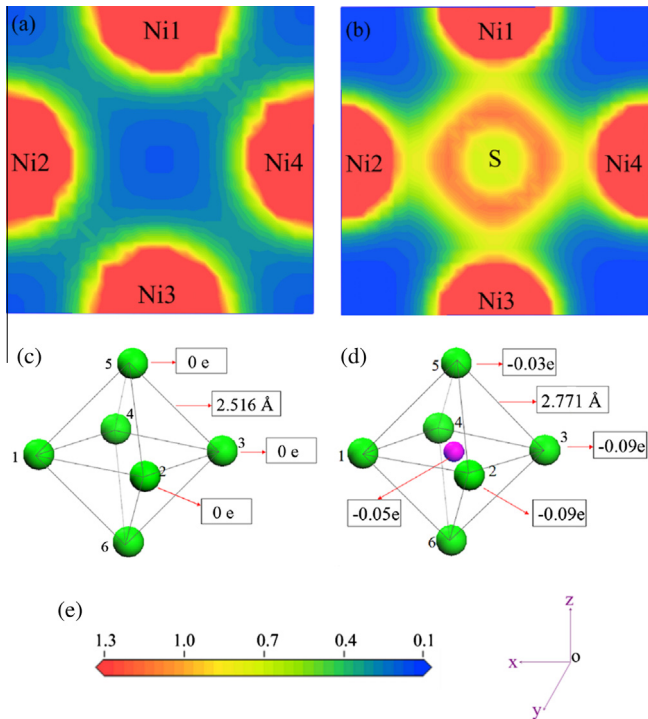 (a)
Ni1
Ni2
Ni4
Ni3
(b)
Ni1
Ni2
S
Ni4
Ni3
(c)
5
0 e
2.516 Å
4
3
0 e
1
2
0 e
6
(d)
5
-0.03e
2.771 Å
4
3
-0.09e
1
2
-0.05e
-0.09e
6
(e)
1.3 1.0 0.7 0.4 0.1
z
x
o
y